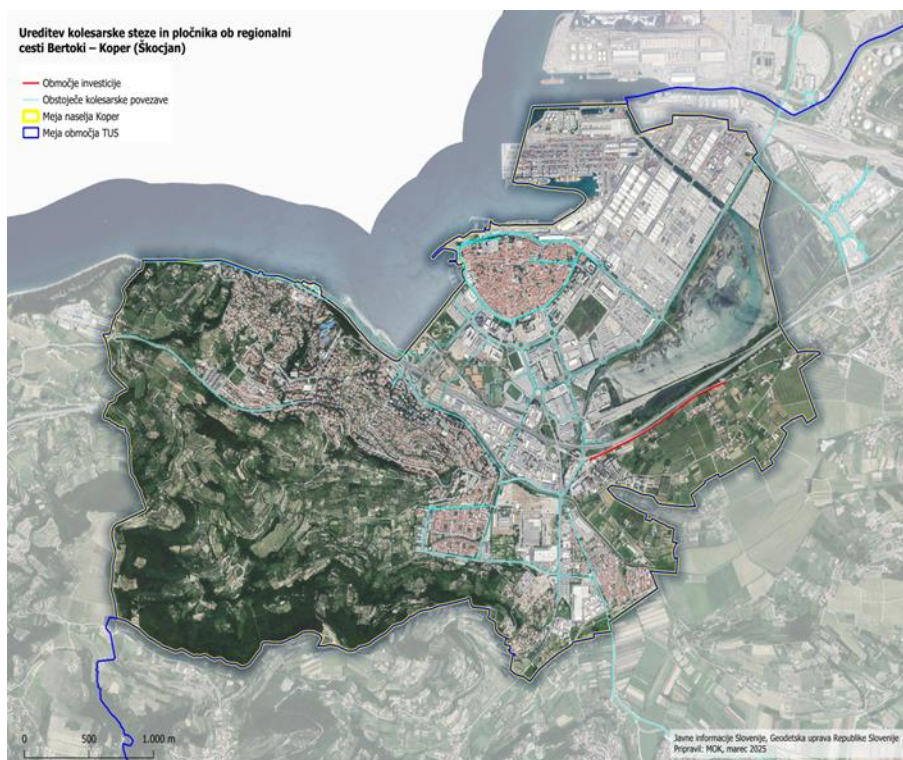 Ureditev kolesarske steze in pločnika ob regionalni
cesti Bertoki – Koper (Škocjan)
Območje investicije
Obstoječe kolesarske povezave
Meja naselja Koper
Meja območja TUS
0 500 1.000 m
Javne informacije Slovenije, Geodetska uprava Republike Slovenije
Pripravil: MOK, marec 2025